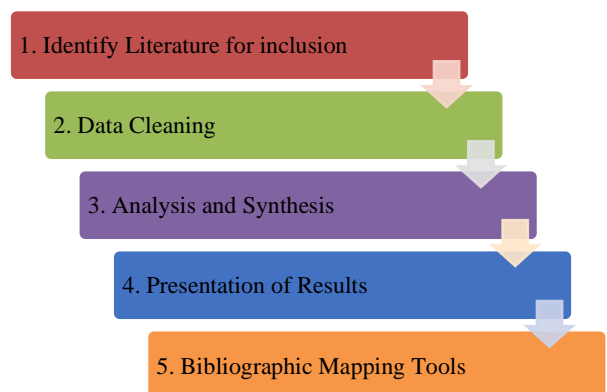 1. Identify Literature for inclusion
2. Data Cleaning
3. Analysis and Synthesis
4. Presentation of Results
5. Bibliographic Mapping Tools